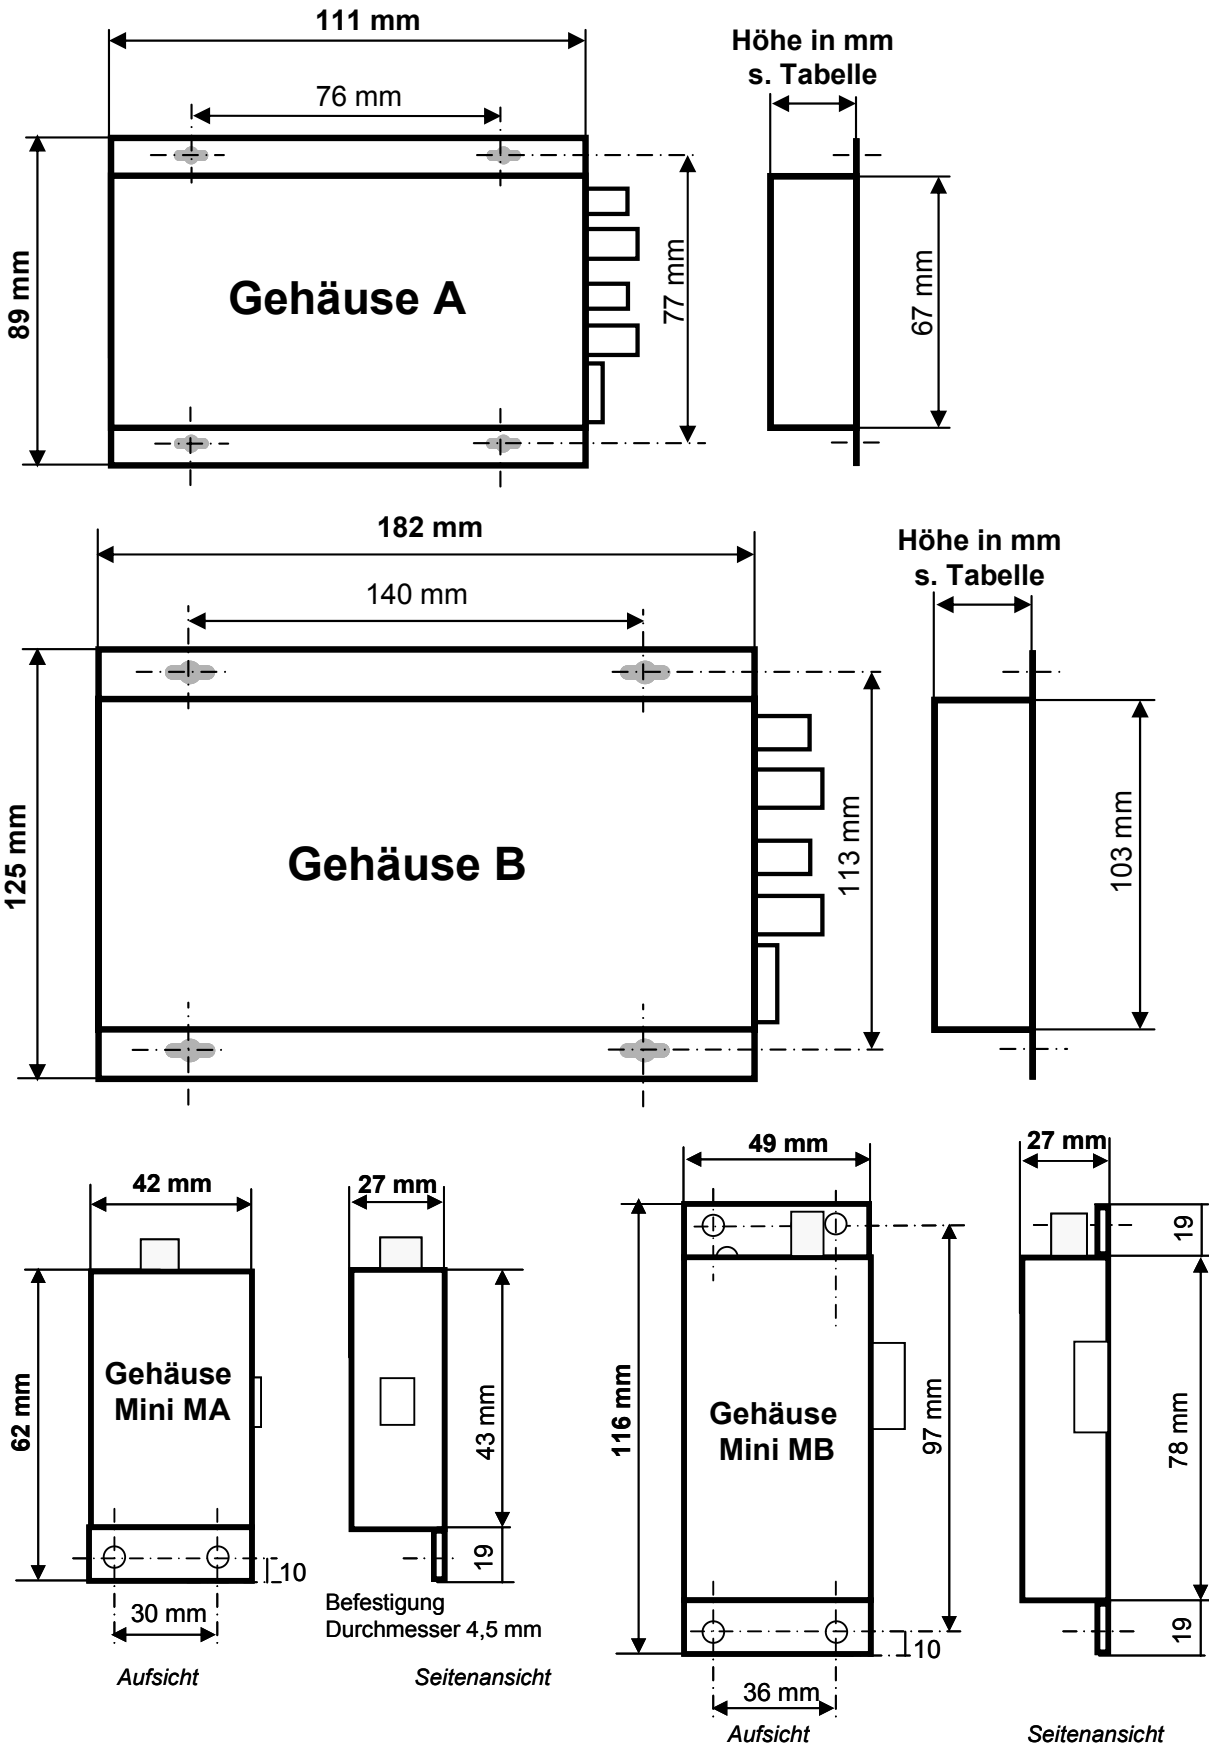 111 mm
Höhe in mm
s. Tabelle
76 mm
89 mm
Gehäuse A
77 mm
67 mm
182 mm
Höhe in mm
s. Tabelle
140 mm
125 mm
Gehäuse B
113 mm
103 mm
49 mm
27 mm
42 mm
27 mm
19
62 mm
Gehäuse
Mini MA
43 mm
116 mm
Gehäuse
Mini MB
97 mm
78 mm
19
10
30 mm
Befestigung
Durchmesser 4,5 mm
19
10
Aufsicht
Seitenansicht
36 mm
Aufsicht
Seitenansicht